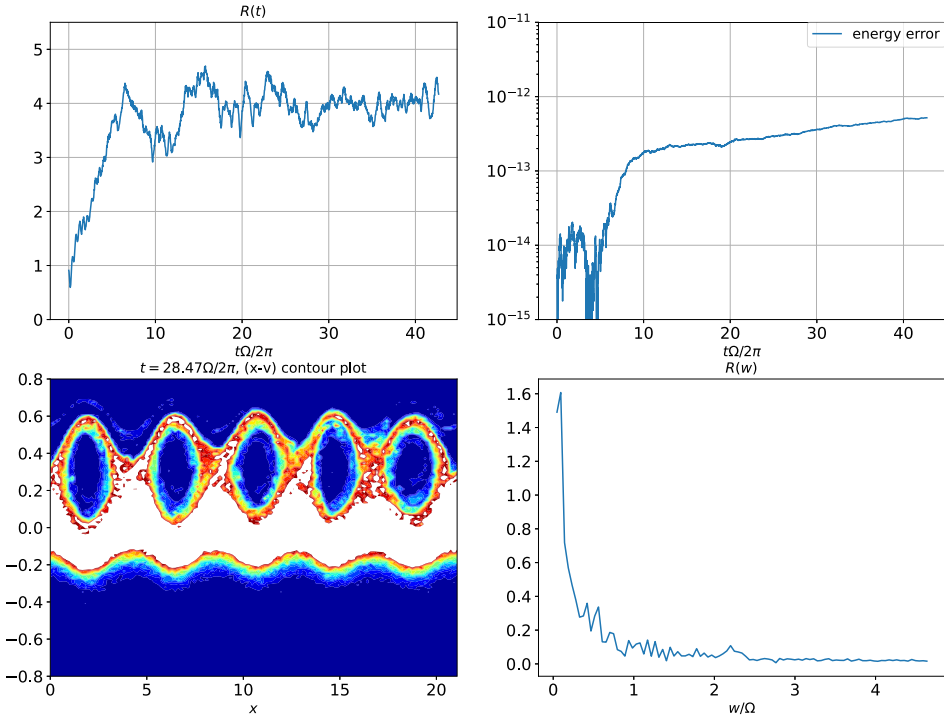 R(t)
5
4
3
2
1
0
0 10 20 30 40
tΩ/2π
10⁻¹¹
10⁻¹²
10⁻¹³
10⁻¹⁴
10⁻¹⁵
energy error
0 10 20 30 40
tΩ/2π
t = 28.47Ω/2π, (x-v) contour plot
0.8
0.6
0.4
0.2
0.0
−0.2
−0.4
−0.6
−0.8
0 5 10 15 20
x
R(w)
1.6
1.4
1.2
1.0
0.8
0.6
0.4
0.2
0.0
0 1 2 3 4
w/Ω